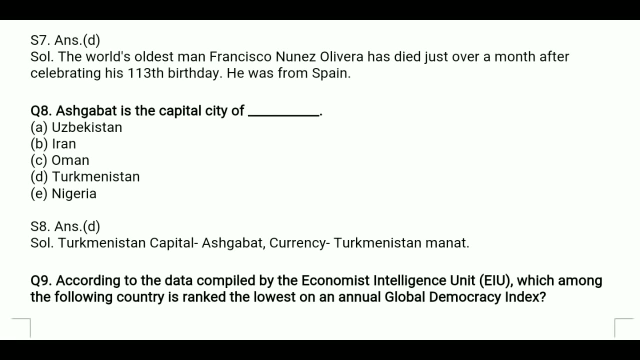 S7. Ans.(d)
Sol. The world's oldest man Francisco Nunez Olivera has died just over a month after
celebrating his 113th birthday. He was from Spain.
Q8. Ashgabat is the capital city of __________.
(a) Uzbekistan
(b) Iran
(c) Oman
(d) Turkmenistan
(e) Nigeria
S8. Ans.(d)
Sol. Turkmenistan Capital- Ashgabat, Currency- Turkmenistan manat.
Q9. According to the data compiled by the Economist Intelligence Unit (EIU), which among
the following country is ranked the lowest on an annual Global Democracy Index?